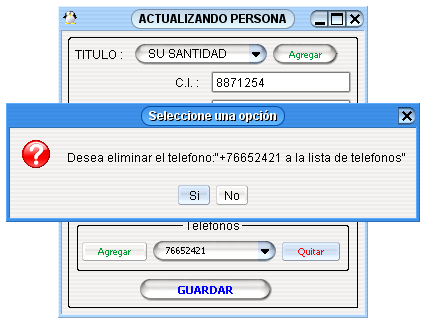 ACTUALIZANDO PERSONA
TITULO : SU SANTIDAD Agregar
C.I. : 8871254
Seleccione una opción
Desea eliminar el telefono:"+76652421 a la lista de telefonos"
Si No
Telefonos
Agregar 76652421 Quitar
GUARDAR